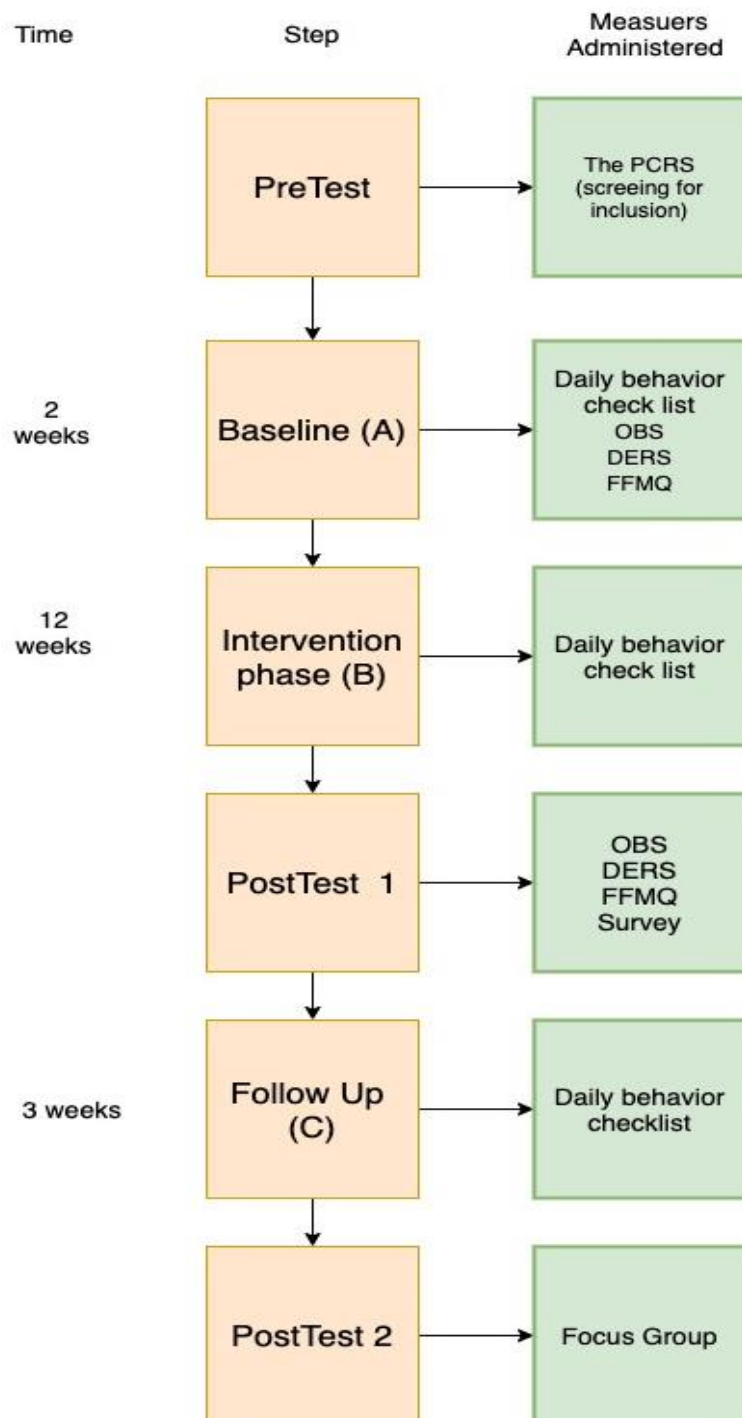 Time
Step
Measuers
Administered
PreTest
The PCRS
(screeing for
inclusion)
2
weeks
Baseline (A)
Daily behavior
check list
OBS
DERS
FFMQ
12
weeks
Intervention
phase (B)
Daily behavior
check list
PostTest 1
OBS
DERS
FFMQ
Survey
3 weeks
Follow Up
(C)
Daily behavior
checklist
PostTest 2
Focus Group